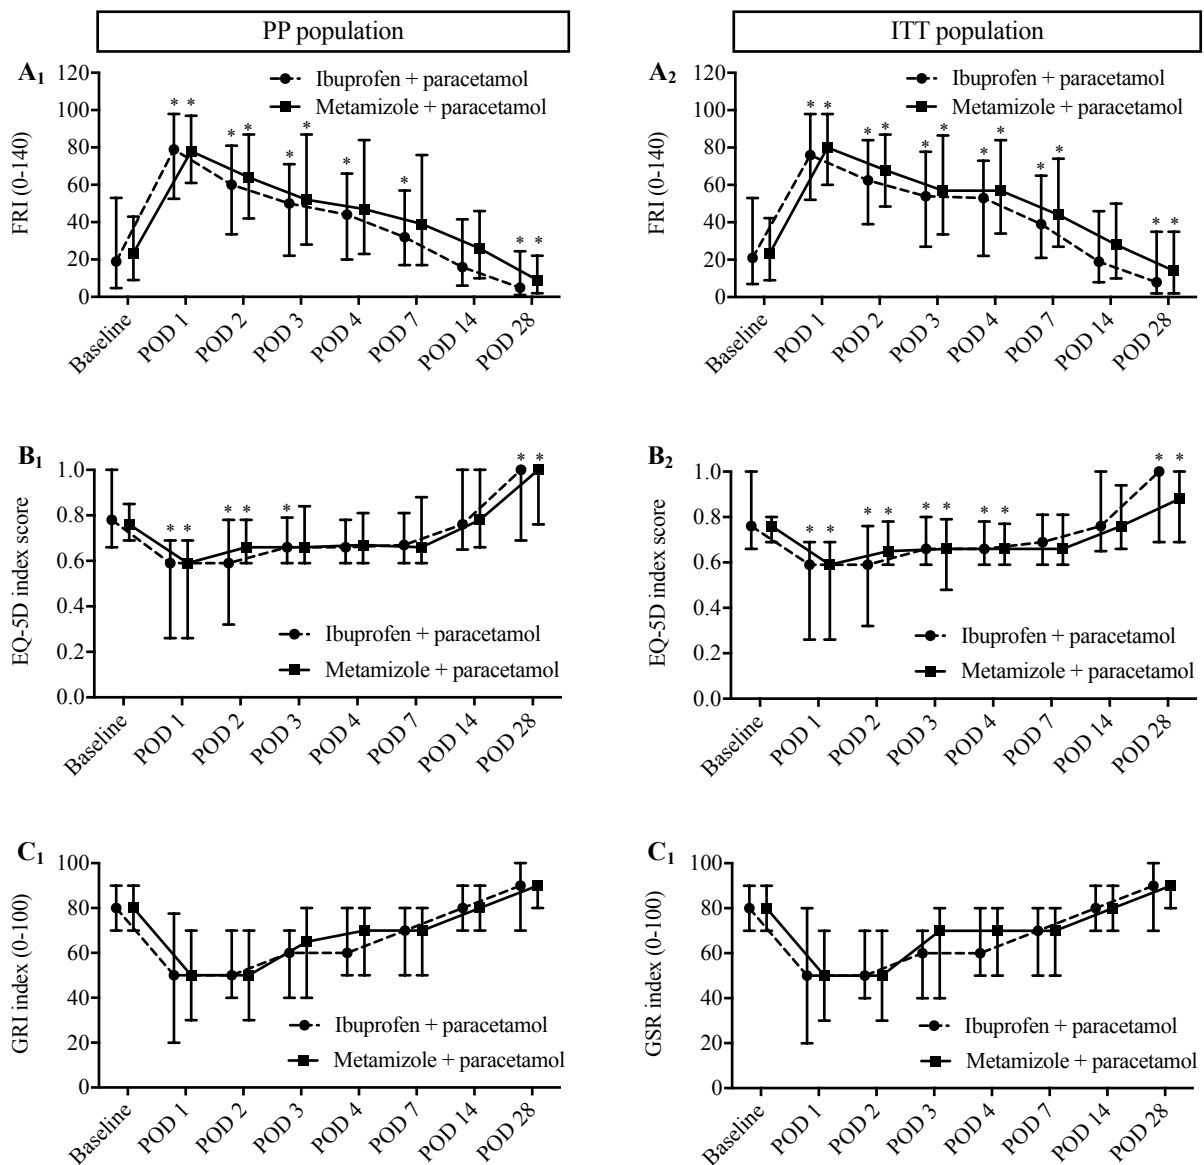 PP population
ITT population
A1
120
100
80
60
40
20
0
FRI (0-140)
Ibuprofen + paracetamol
Metamizole + paracetamol
* * * * * * * * * *
Baseline
POD 1
POD 2
POD 3
POD 4
POD 7
POD 14
POD 28
A2
120
100
80
60
40
20
0
FRI (0-140)
Ibuprofen + paracetamol
Metamizole + paracetamol
* * * * * * * * * * * *
Baseline
POD 1
POD 2
POD 3
POD 4
POD 7
POD 14
POD 28
B1
1.0
0.8
0.6
0.4
0.2
0.0
EQ-5D index score
* * * * * * *
Ibuprofen + paracetamol
Metamizole + paracetamol
Baseline
POD 1
POD 2
POD 3
POD 4
POD 7
POD 14
POD 28
B2
1.0
0.8
0.6
0.4
0.2
0.0
EQ-5D index score
* * * * * * * * * *
Ibuprofen + paracetamol
Metamizole + paracetamol
Baseline
POD 1
POD 2
POD 3
POD 4
POD 7
POD 14
POD 28
C1
100
80
60
40
20
0
GRI index (0-100)
Ibuprofen + paracetamol
Metamizole + paracetamol
Baseline
POD 1
POD 2
POD 3
POD 4
POD 7
POD 14
POD 28
C1
100
80
60
40
20
0
GSR index (0-100)
Ibuprofen + paracetamol
Metamizole + paracetamol
Baseline
POD 1
POD 2
POD 3
POD 4
POD 7
POD 14
POD 28